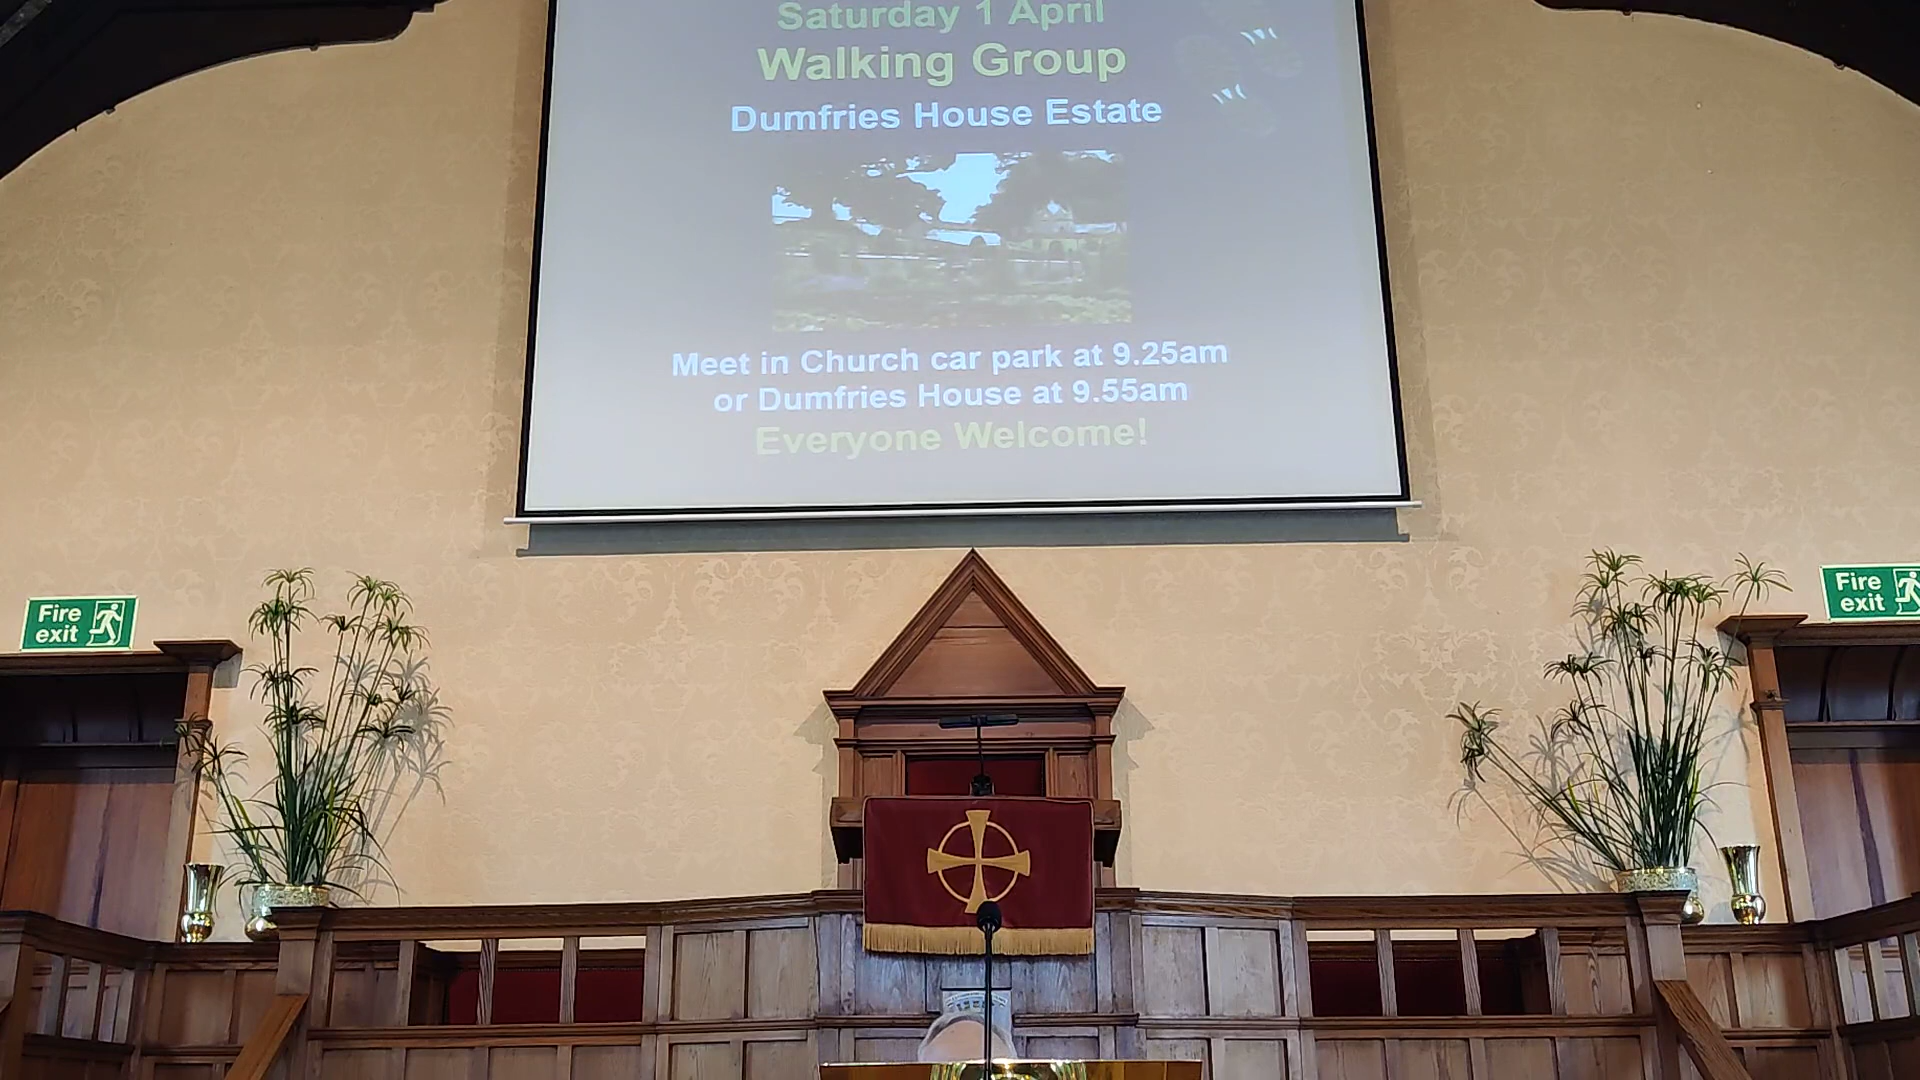 Saturday 1 April
Walking Group
Dumfries House Estate
Meet in Church car park at 9.25am
or Dumfries House at 9.55am
Everyone Welcome!
Fire
exit
Fire
exit